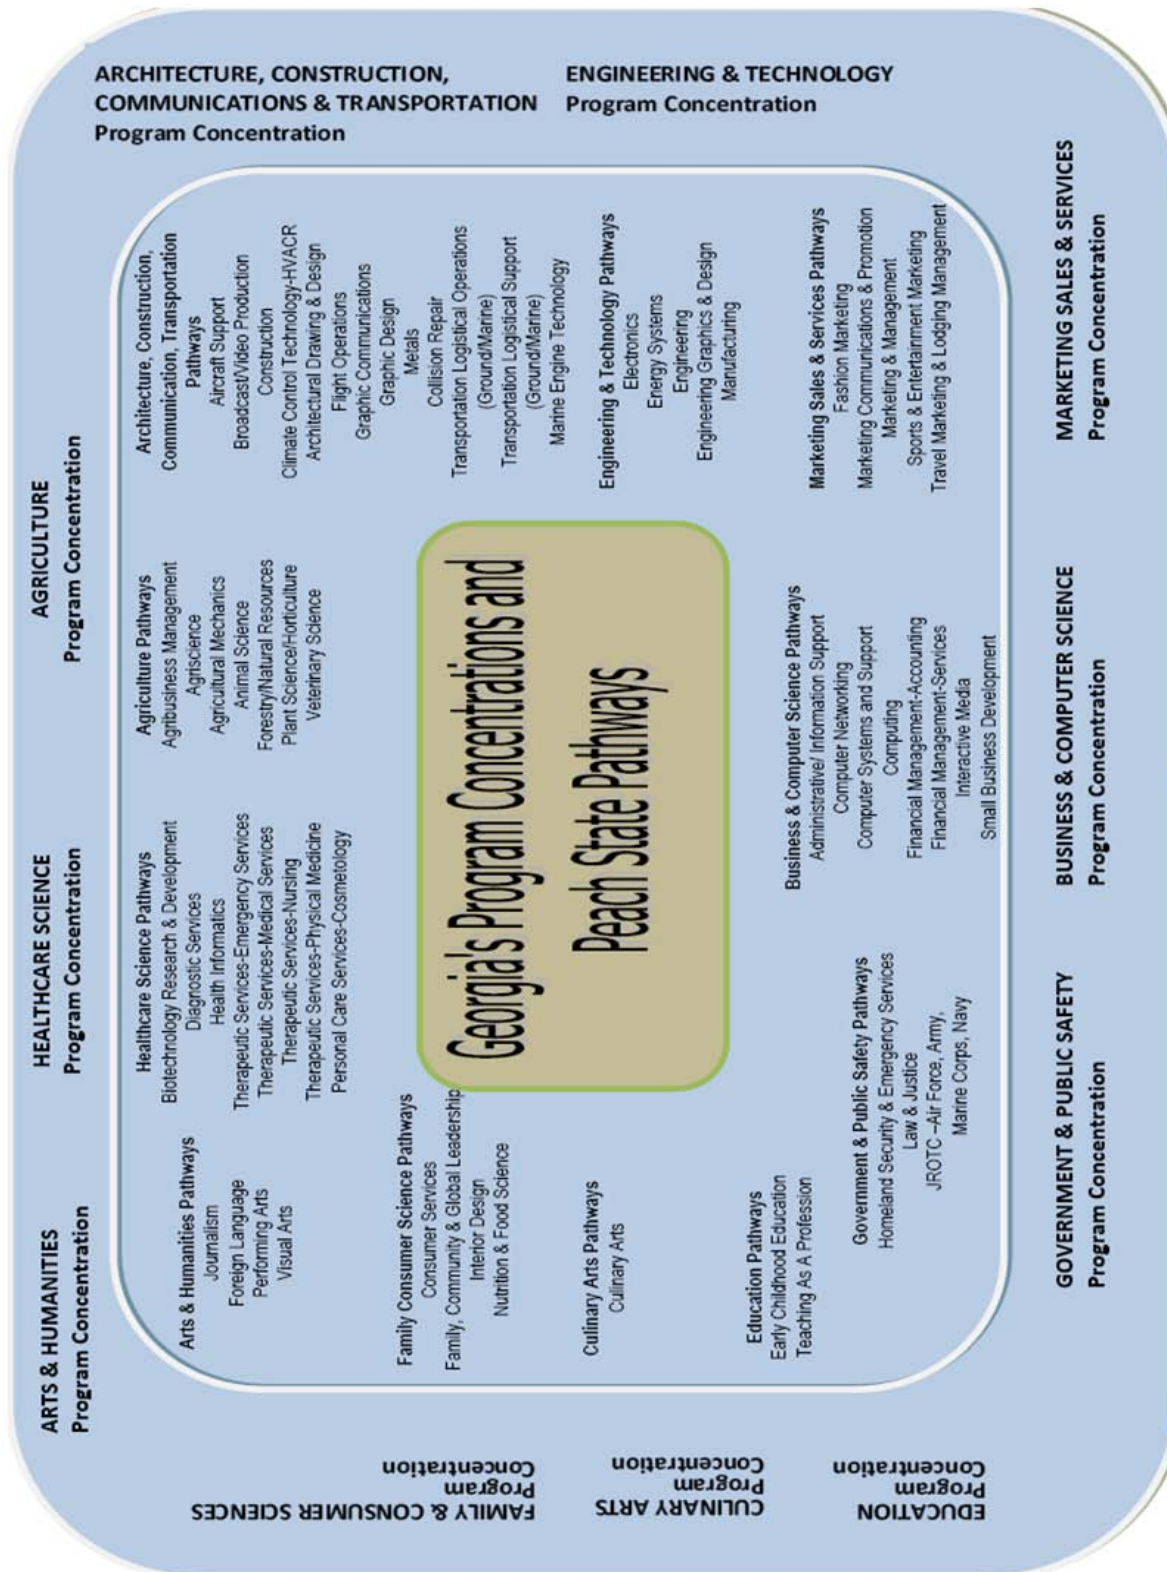 ARTS & HUMANITIES
Program Concentration
HEALTHCARE SCIENCE
Program Concentration
AGRICULTURE
Program Concentration
ARCHITECTURE, CONSTRUCTION,
COMMUNICATIONS & TRANSPORTATION
Program Concentration
ENGINEERING & TECHNOLOGY
Program Concentration
MARKETING SALES & SERVICES
Program Concentration
BUSINESS & COMPUTER SCIENCE
Program Concentration
GOVERNMENT & PUBLIC SAFETY
Program Concentration
EDUCATION
Program
Concentration
CULINARY ARTS
Program
Concentration
FAMILY & CONSUMER SCIENCES
Program
Concentration
Arts & Humanities Pathways
Journalism
Foreign Language
Performing Arts
Visual Arts
Healthcare Science Pathways
Biotechnology Research & Development
Diagnostic Services
Health Informatics
Therapeutic Services-Emergency Services
Therapeutic Services-Medical Services
Therapeutic Services-Nursing
Therapeutic Services-Physical Medicine
Personal Care Services-Cosmetology
Agriculture Pathways
Agribusiness Management
Agriscience
Agricultural Mechanics
Animal Science
Forestry/Natural Resources
Plant Science/Horticulture
Veterinary Science
Architecture, Construction,
Communication, Transportation
Pathways
Aircraft Support
Broadcast/Video Production
Construction
Climate Control Technology-HVACR
Architectural Drawing & Design
Flight Operations
Graphic Communications
Graphic Design
Metals
Collision Repair
Transportation Logistical Operations
(Ground/Marine)
Transportation Logistical Support
(Ground/Marine)
Marine Engine Technology
Engineering & Technology Pathways
Electronics
Energy Systems
Engineering
Engineering Graphics & Design
Manufacturing
Marketing Sales & Services Pathways
Fashion Marketing
Marketing Communications & Promotion
Marketing & Management
Sports & Entertainment Marketing
Travel Marketing & Lodging Management
Family Consumer Science Pathways
Consumer Services
Family, Community & Global Leadership
Interior Design
Nutrition & Food Science
Georgia's Program Concentrations and
Peach State Pathways
Culinary Arts Pathways
Culinary Arts
Education Pathways
Early Childhood Education
Teaching As A Profession
Government & Public Safety Pathways
Homeland Security & Emergency Services
Law & Justice
JROTC –Air Force, Army,
Marine Corps, Navy
Business & Computer Science Pathways
Administrative/ Information Support
Computer Networking
Computer Systems and Support
Computing
Financial Management-Accounting
Financial Management-Services
Interactive Media
Small Business Development